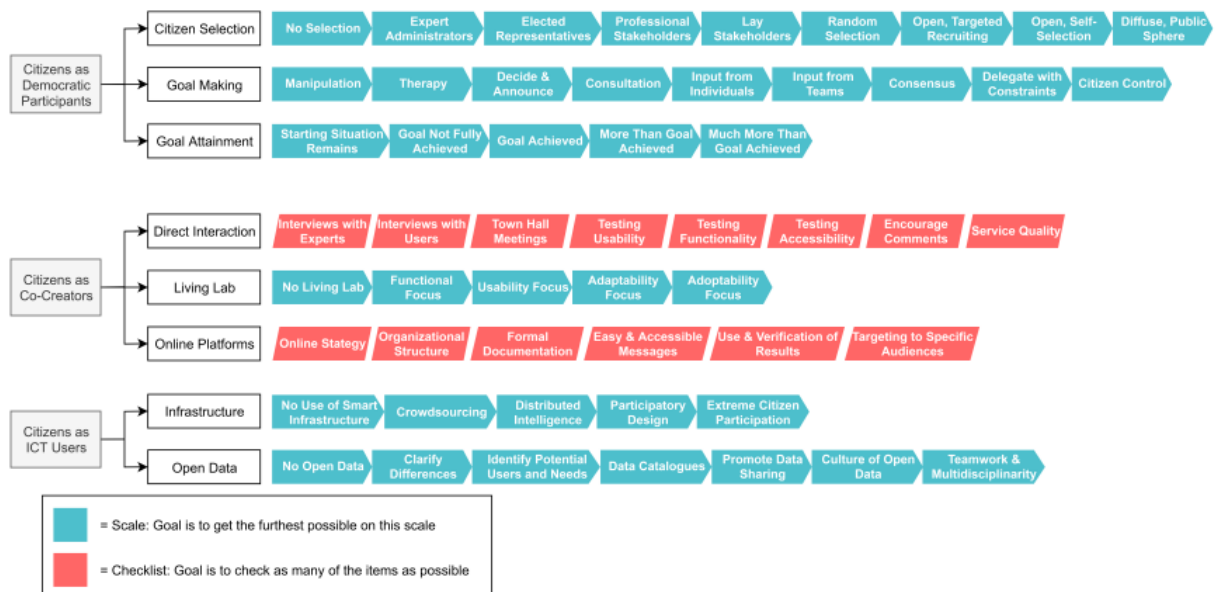 Citizens as
Democratic
Participants
Citizen Selection
No Selection
Expert
Administrators
Elected
Representatives
Professional
Stakeholders
Lay
Stakeholders
Random
Selection
Open, Targeted
Recruiting
Open, Self-
Selection
Diffuse, Public
Sphere
Goal Making
Manipulation
Therapy
Decide &
Announce
Consultation
Input from
Individuals
Input from
Teams
Consensus
Delegate with
Constraints
Citizen Control
Goal Attainment
Starting Situation
Remains
Goal Not Fully
Achieved
Goal Achieved
More Than Goal
Achieved
Much More Than
Goal Achieved
Citizens as
Co-Creators
Direct Interaction
Interviews with
Experts
Interviews with
Users
Town Hall
Meetings
Testing
Usability
Testing
Functionality
Testing
Accessibility
Encourage
Comments
Service Quality
Living Lab
No Living Lab
Functional
Focus
Usability Focus
Adaptability
Focus
Adoptability
Focus
Online Platforms
Online Stategy
Organizational
Structure
Formal
Documentation
Easy & Accessible
Messages
Use & Verification of
Results
Targeting to Specific
Audiences
Citizens as
ICT Users
Infrastructure
No Use of Smart
Infrastructure
Crowdsourcing
Distributed
Intelligence
Participatory
Design
Extreme Citizen
Participation
Open Data
No Open Data
Clarify
Differences
Identify Potential
Users and Needs
Data Catalogues
Promote Data
Sharing
Culture of Open
Data
Teamwork &
Multidisciplinarity
= Scale: Goal is to get the furthest possible on this scale
= Checklist: Goal is to check as many of the items as possible